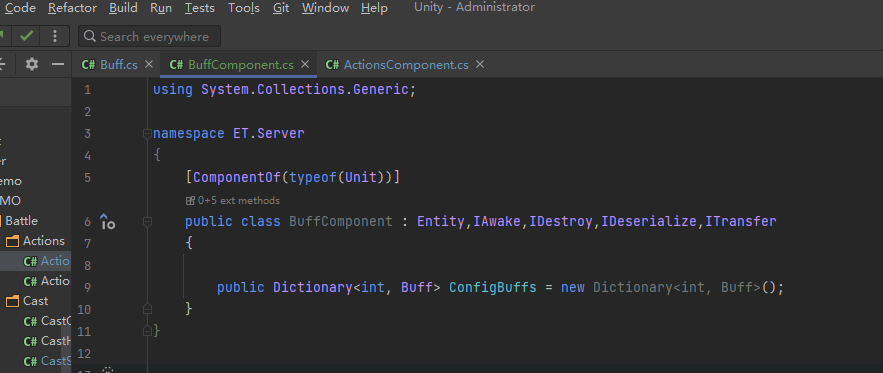 Code Refactor Build Run Tests Tools Git Window Help Unity - Administrator
Search everywhere
C# Buff.cs C# BuffComponent.cs C# ActionsComponent.cs
1 using System.Collections.Generic;
2
3 namespace ET.Server
4 {
5 [ComponentOf(typeof(Unit))]
0+5 ext methods
6 public class BuffComponent : Entity,IAwake,IDestroy,IDeserialize,ITransfer
7 {
8
9 public Dictionary<int, Buff> ConfigBuffs = new Dictionary<int, Buff>();
10 }
11 }
12
Battle
Actions
C# Actio
C# Actio
Cast
C# CastC
C# CastH
C# CastS